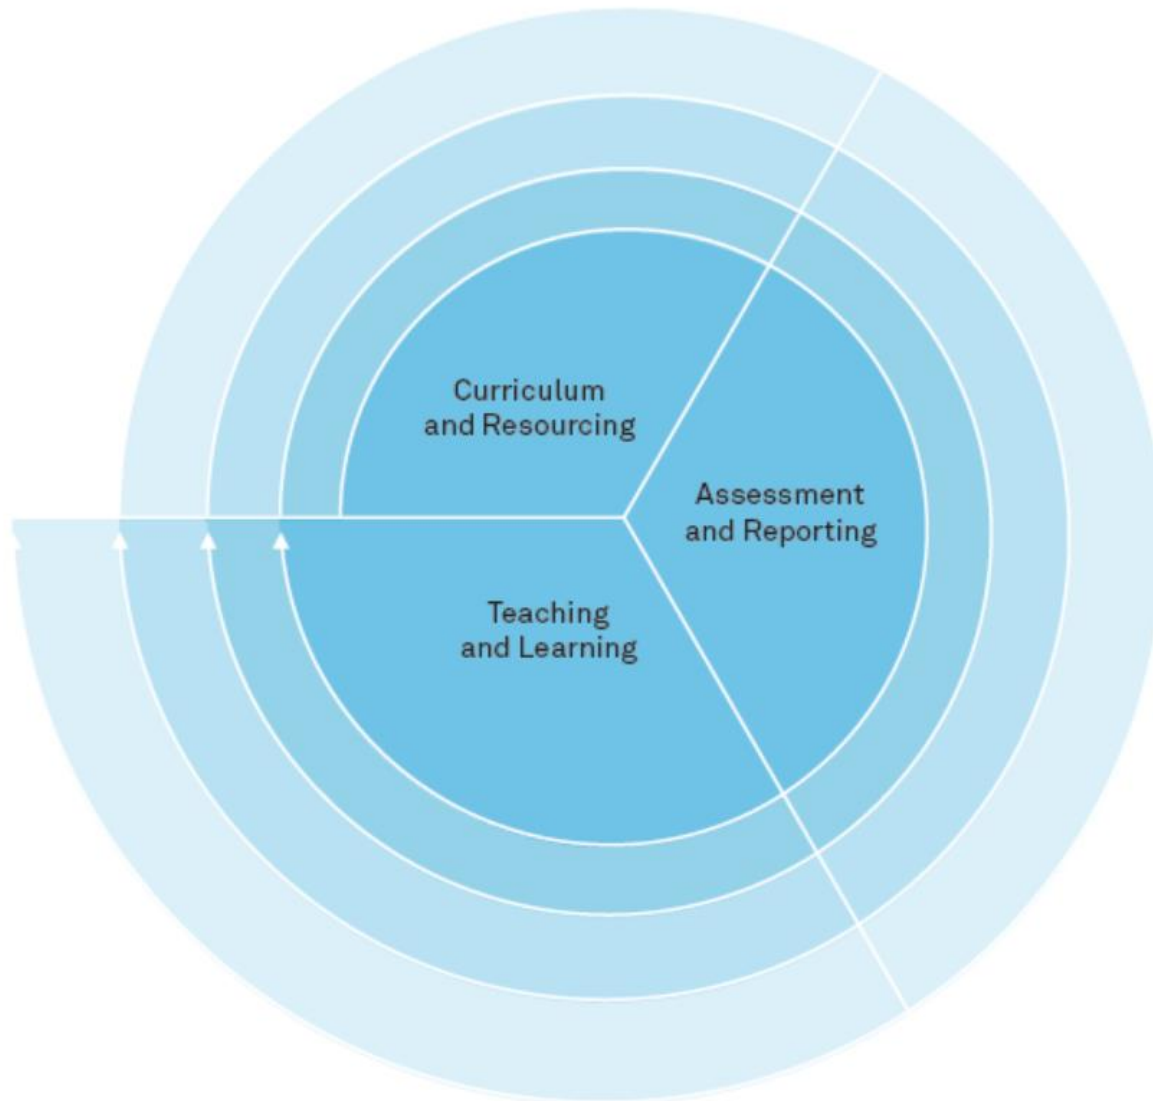 Curriculum
and Resourcing
Assessment
and Reporting
Teaching
and Learning